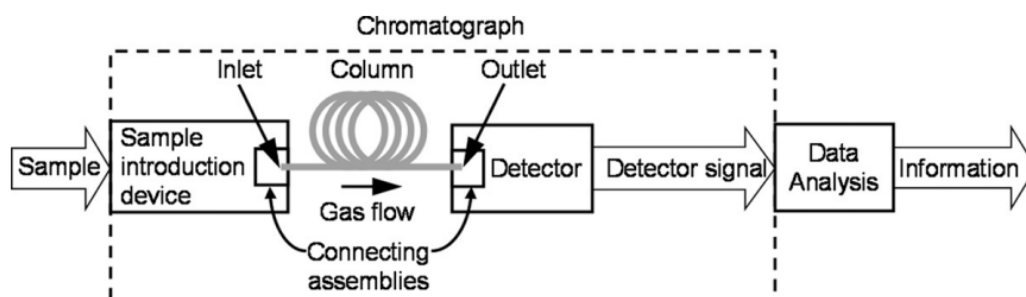 Chromatograph
Inlet
Column
Outlet
Sample
Sample
introduction
device
Gas flow
Connecting
assemblies
Detector
Detector signal
Data
Analysis
Information